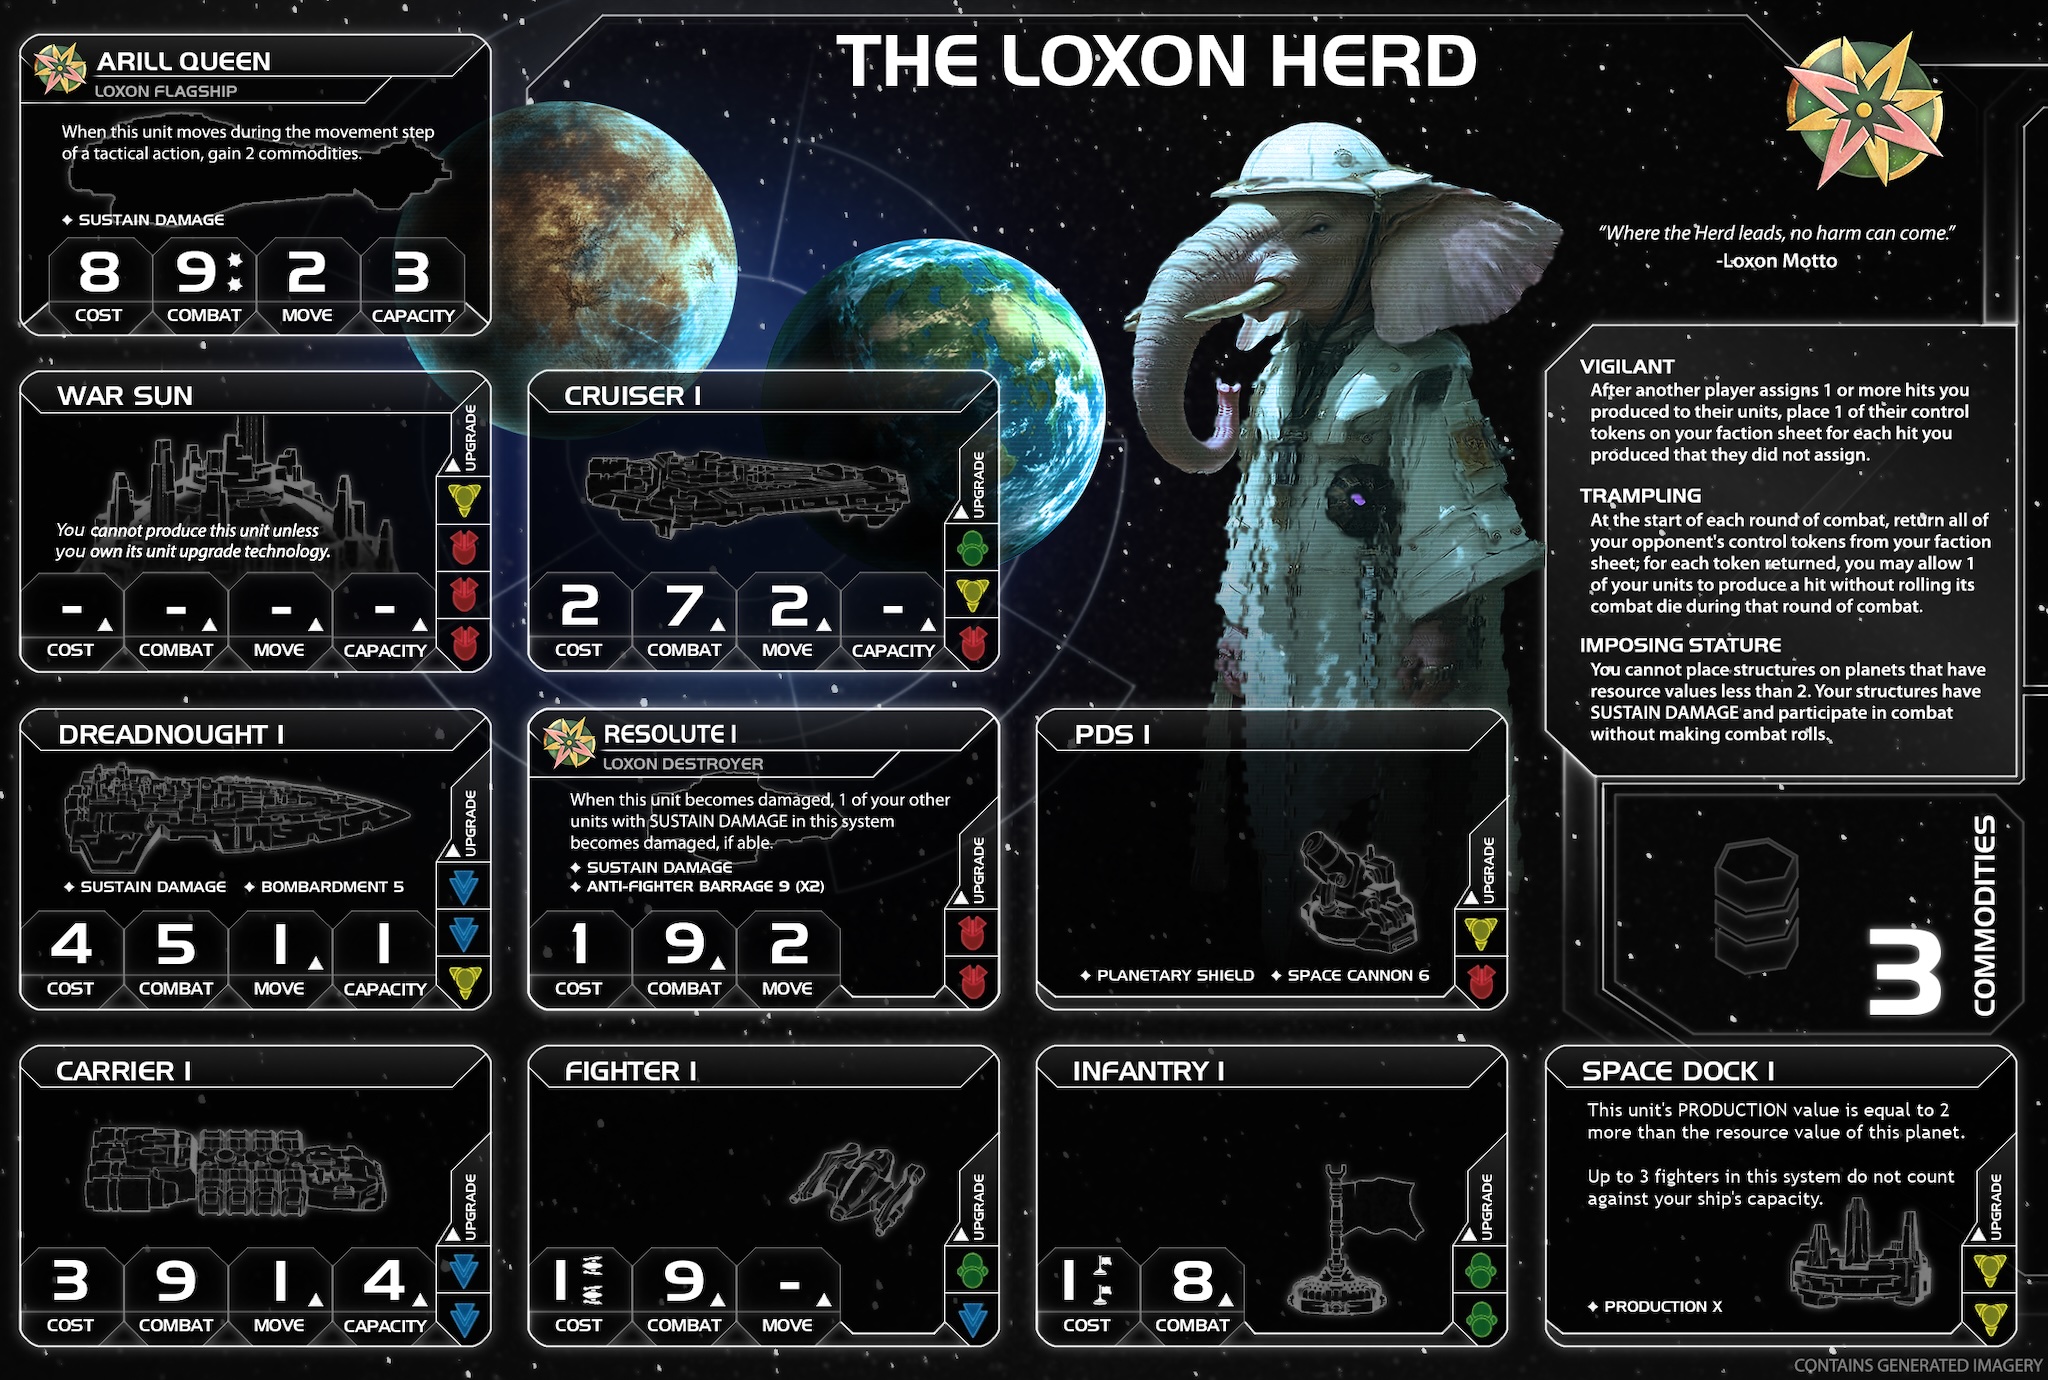 THE LOXON HERD
ARILL QUEEN
LOXON FLAGSHIP
When this unit moves during the movement step
of a tactical action, gain 2 commodities.
◆ SUSTAIN DAMAGE
8 9 2 3
COST COMBAT MOVE CAPACITY
“Where the Herd leads, no harm can come.”
-Loxon Motto
WAR SUN
UPGRADE
You cannot produce this unit unless
you own its unit upgrade technology.
- - - -
COST COMBAT MOVE CAPACITY
CRUISER I
UPGRADE
2 7 2 -
COST COMBAT MOVE CAPACITY
VIGILANT
After another player assigns 1 or more hits you
produced to their units, place 1 of their control
tokens on your faction sheet for each hit you
produced that they did not assign.
TRAMPLING
At the start of each round of combat, return all of
your opponent's control tokens from your faction
sheet; for each token returned, you may allow 1
of your units to produce a hit without rolling its
combat die during that round of combat.
IMPOSING STATURE
You cannot place structures on planets that have
resource values less than 2. Your structures have
SUSTAIN DAMAGE and participate in combat
without making combat rolls.
DREADNOUGHT I
UPGRADE
◆ SUSTAIN DAMAGE ◆ BOMBARDMENT 5
4 5 1 1
COST COMBAT MOVE CAPACITY
RESOLUTE I
LOXON DESTROYER
When this unit becomes damaged, 1 of your other
units with SUSTAIN DAMAGE in this system
becomes damaged, if able.
◆ SUSTAIN DAMAGE
◆ ANTI-FIGHTER BARRAGE 9 (X2)
UPGRADE
1 9 2
COST COMBAT MOVE
PDS I
UPGRADE
◆ PLANETARY SHIELD ◆ SPACE CANNON 6
3
COMMODITIES
CARRIER I
UPGRADE
3 9 1 4
COST COMBAT MOVE CAPACITY
FIGHTER I
UPGRADE
1 9 -
COST COMBAT MOVE
INFANTRY I
UPGRADE
1 8
COST COMBAT
SPACE DOCK I
This unit's PRODUCTION value is equal to 2
more than the resource value of this planet.
Up to 3 fighters in this system do not count
against your ship's capacity.
UPGRADE
◆ PRODUCTION X
CONTAINS GENERATED IMAGERY